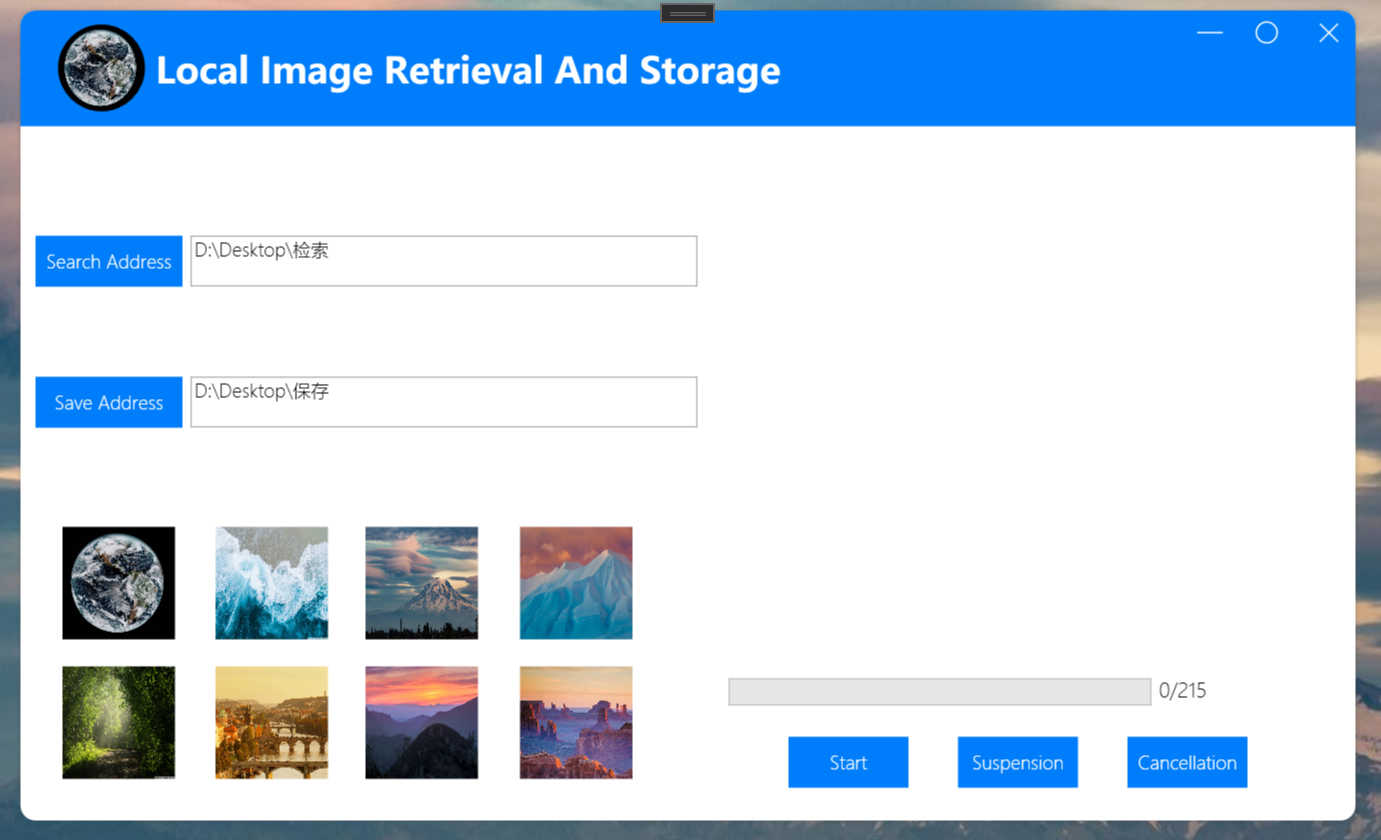 Local Image Retrieval And Storage
Search Address
D:\Desktop\检索
Save Address
D:\Desktop\保存
0/215
Start
Suspension
Cancellation